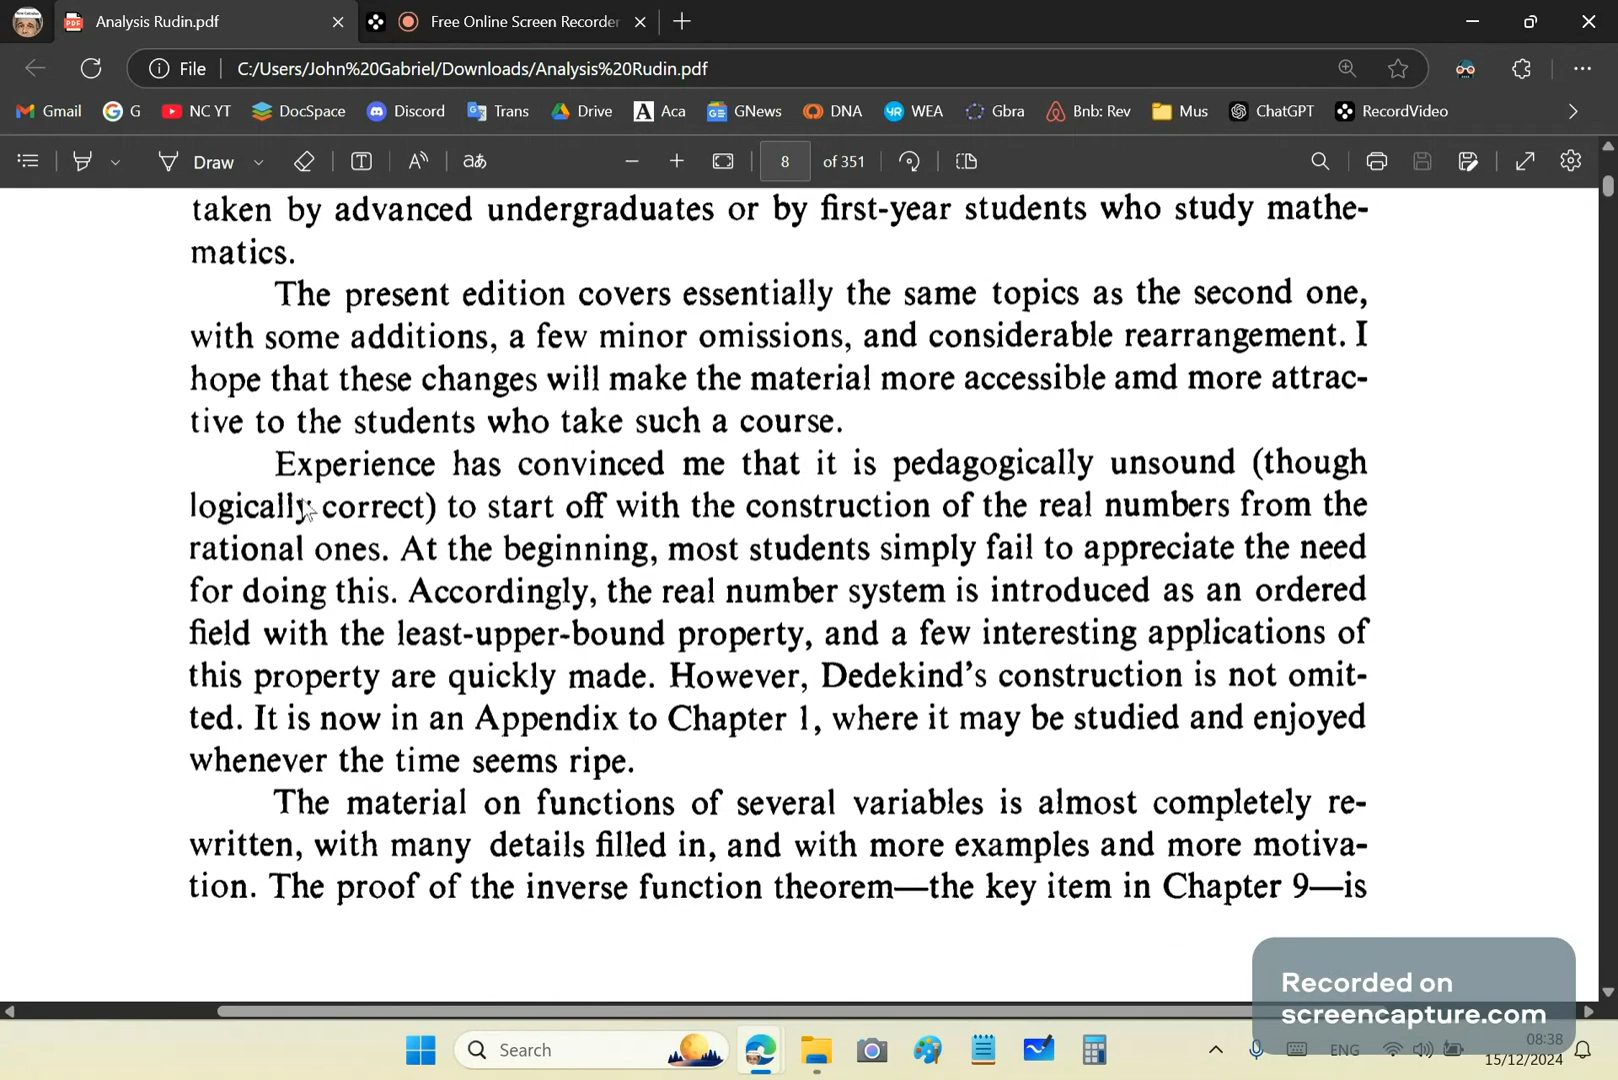 Analysis Rudin.pdf
Free Online Screen Recorder
File C:/Users/John%20Gabriel/Downloads/Analysis%20Rudin.pdf
Gmail G NC YT DocSpace Discord Trans Drive Aca GNews DNA WEA Gbra Bnb: Rev Mus ChatGPT RecordVideo
Draw 8 of 351
taken by advanced undergraduates or by first-year students who study mathe-
matics.
The present edition covers essentially the same topics as the second one,
with some additions, a few minor omissions, and considerable rearrangement. I
hope that these changes will make the material more accessible amd more attrac-
tive to the students who take such a course.
Experience has convinced me that it is pedagogically unsound (though
logically correct) to start off with the construction of the real numbers from the
rational ones. At the beginning, most students simply fail to appreciate the need
for doing this. Accordingly, the real number system is introduced as an ordered
field with the least-upper-bound property, and a few interesting applications of
this property are quickly made. However, Dedekind's construction is not omit-
ted. It is now in an Appendix to Chapter 1, where it may be studied and enjoyed
whenever the time seems ripe.
The material on functions of several variables is almost completely re-
written, with many details filled in, and with more examples and more motiva-
tion. The proof of the inverse function theorem—the key item in Chapter 9—is
Recorded on
screencapture.com
Search
ENG
08:38
15/12/2024